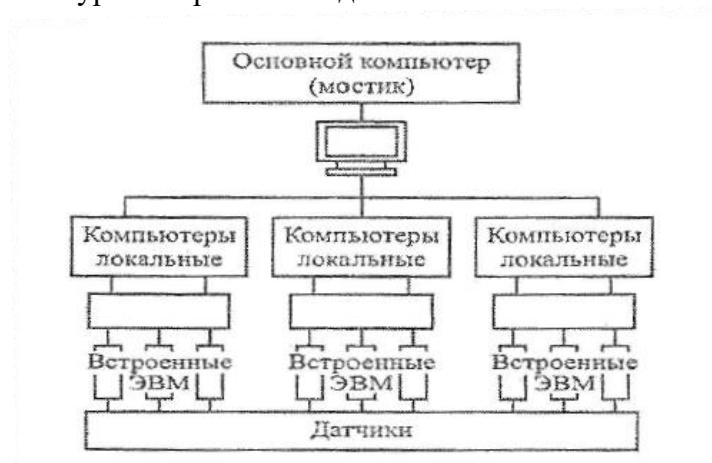 Основной компьютер
(мостик)
Компьютеры
локальные
Компьютеры
локальные
Компьютеры
локальные
Встроенные
ЭВМ
Встроенные
ЭВМ
Встроенные
ЭВМ
Датчики